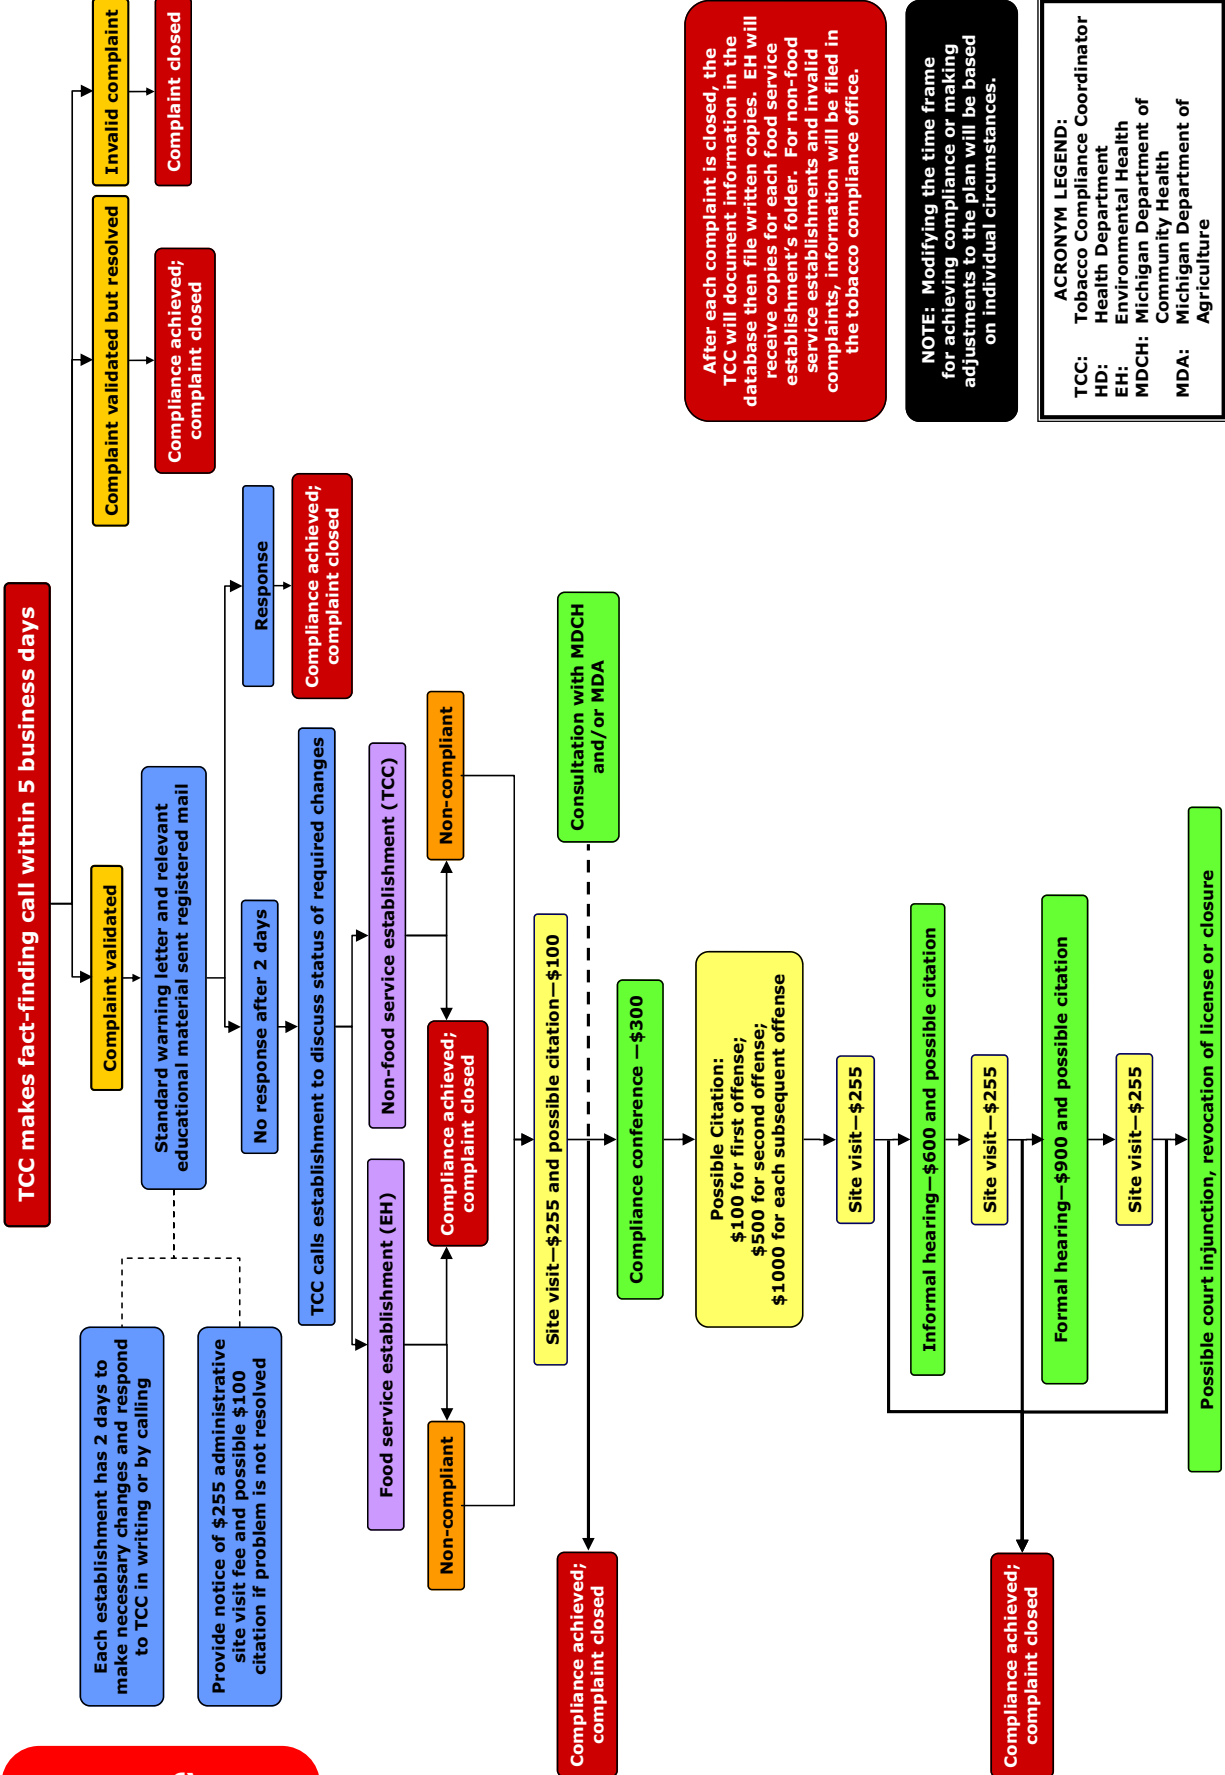 TCC makes fact-finding call within 5 business days
Complaint validated
Complaint validated but resolved
Invalid complaint
Compliance achieved;
complaint closed
Complaint closed
Standard warning letter and relevant
educational material sent registered mail
Each establishment has 2 days to
make necessary changes and respond
to TCC in writing or by calling
Provide notice of $255 administrative
site visit fee and possible $100
citation if problem is not resolved
No response after 2 days
Response
Compliance achieved;
complaint closed
TCC calls establishment to discuss status of required changes
Food service establishment (EH)
Non-food service establishment (TCC)
Non-compliant
Compliance achieved;
complaint closed
Non-compliant
Site visit—$255 and possible citation—$100
Compliance achieved;
complaint closed
Consultation with MDCH
and/or MDA
Compliance conference —$300
Possible Citation:
$100 for first offense;
$500 for second offense;
$1000 for each subsequent offense
Site visit—$255
Informal hearing—$600 and possible citation
Site visit—$255
Compliance achieved;
complaint closed
Formal hearing—$900 and possible citation
Site visit—$255
Possible court injunction, revocation of license or closure
After each complaint is closed, the
TCC will document information in the
database then file written copies.  EH will
receive copies for each food service
establishment’s folder.  For non-food
service establishments and invalid
complaints, information will be filed in
the tobacco compliance office.
NOTE:  Modifying the time frame
for achieving compliance or making
adjustments to the plan will be based
on individual circumstances.
ACRONYM LEGEND:
TCC: Tobacco Compliance Coordinator
HD: Health Department
EH: Environmental Health
MDCH: Michigan Department of
Community Health
MDA: Michigan Department of
Agriculture